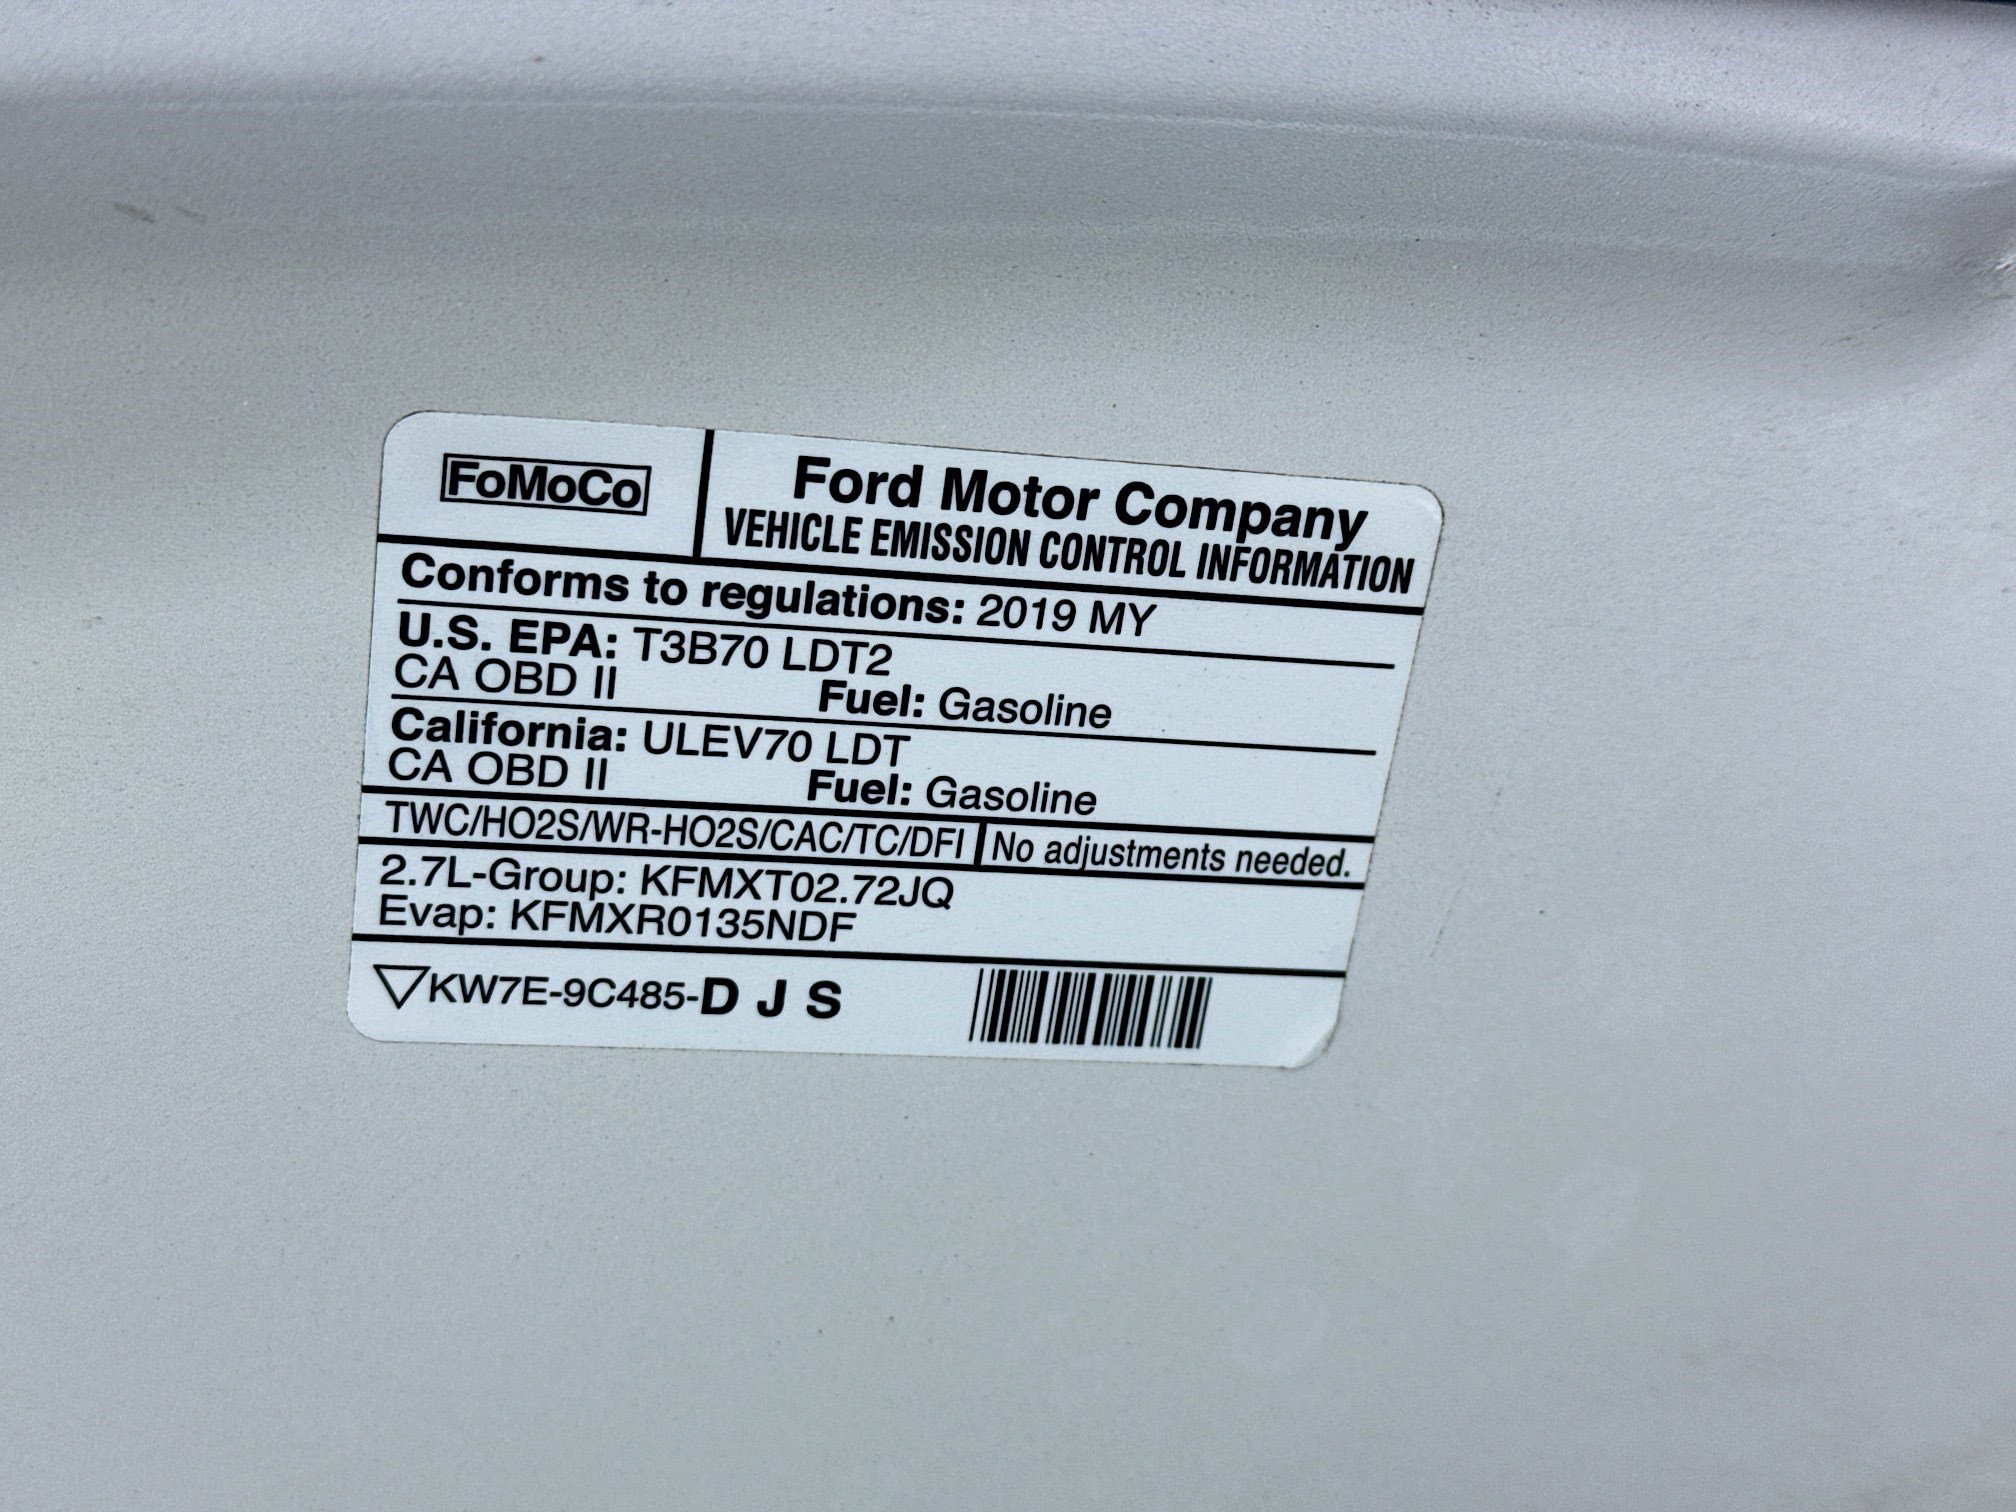 FoMoCo
Ford Motor Company
VEHICLE EMISSION CONTROL INFORMATION
Conforms to regulations: 2019 MY
U.S. EPA: T3B70 LDT2
CA OBD II Fuel: Gasoline
California: ULEV70 LDT
CA OBD II Fuel: Gasoline
TWC/HO2S/WR-HO2S/CAC/TC/DFI No adjustments needed.
2.7L-Group: KFMXT02.72JQ
Evap: KFMXR0135NDF
KW7E-9C485-D J S